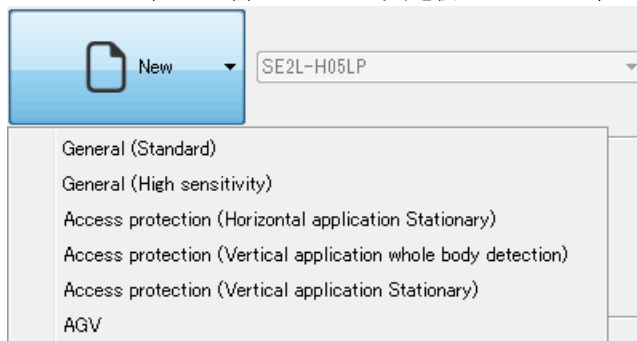 New
SE2L-H05LP
General (Standard)
General (High sensitivity)
Access protection (Horizontal application Stationary)
Access protection (Vertical application whole body detection)
Access protection (Vertical application Stationary)
AGV